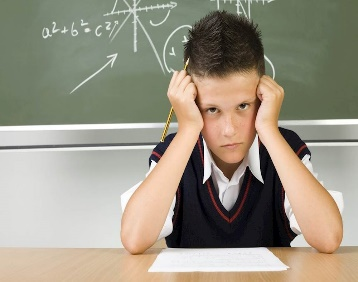 a² + b² = c²